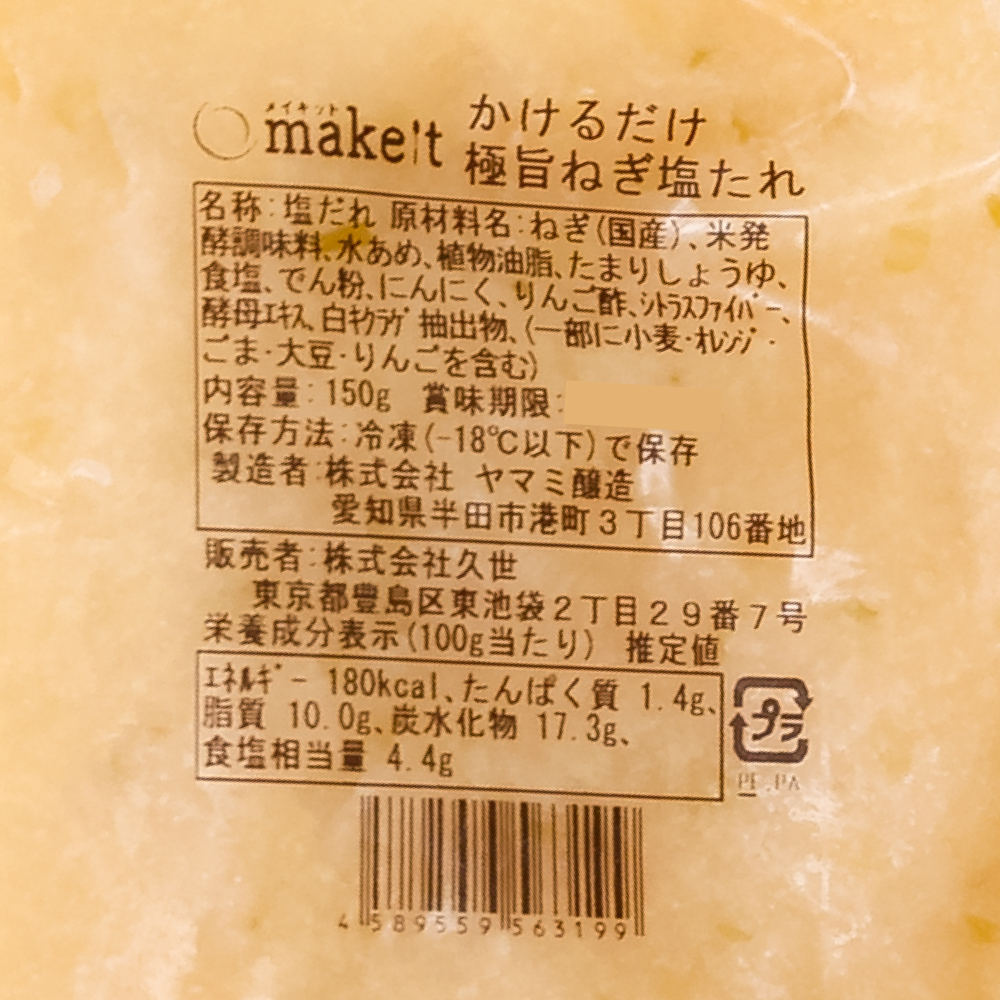 メイキット
makeit
かけるだけ
極旨ねぎ塩たれ
名称:塩だれ 原材料名:ねぎ(国産)、米発
酵調味料、水あめ、植物油脂、たまりしょうゆ、
食塩、でん粉、にんにく、りんご酢、シトラスファイバー、
酵母エキス、白キクラゲ抽出物、(一部に小麦・オレンジ・
ごま・大豆・りんごを含む)
内容量:150g 賞味期限:
保存方法:冷凍(-18℃以下)で保存
製造者:株式会社 ヤマミ醸造
愛知県半田市港町3丁目106番地
販売者:株式会社久世
東京都豊島区東池袋2丁目29番7号
栄養成分表示(100g当たり) 推定値
エネルギー 180kcal、たんぱく質 1.4g、
脂質 10.0g、炭水化物 17.3g、
食塩相当量 4.4g
プラ
PE.PA
4 589559 563199